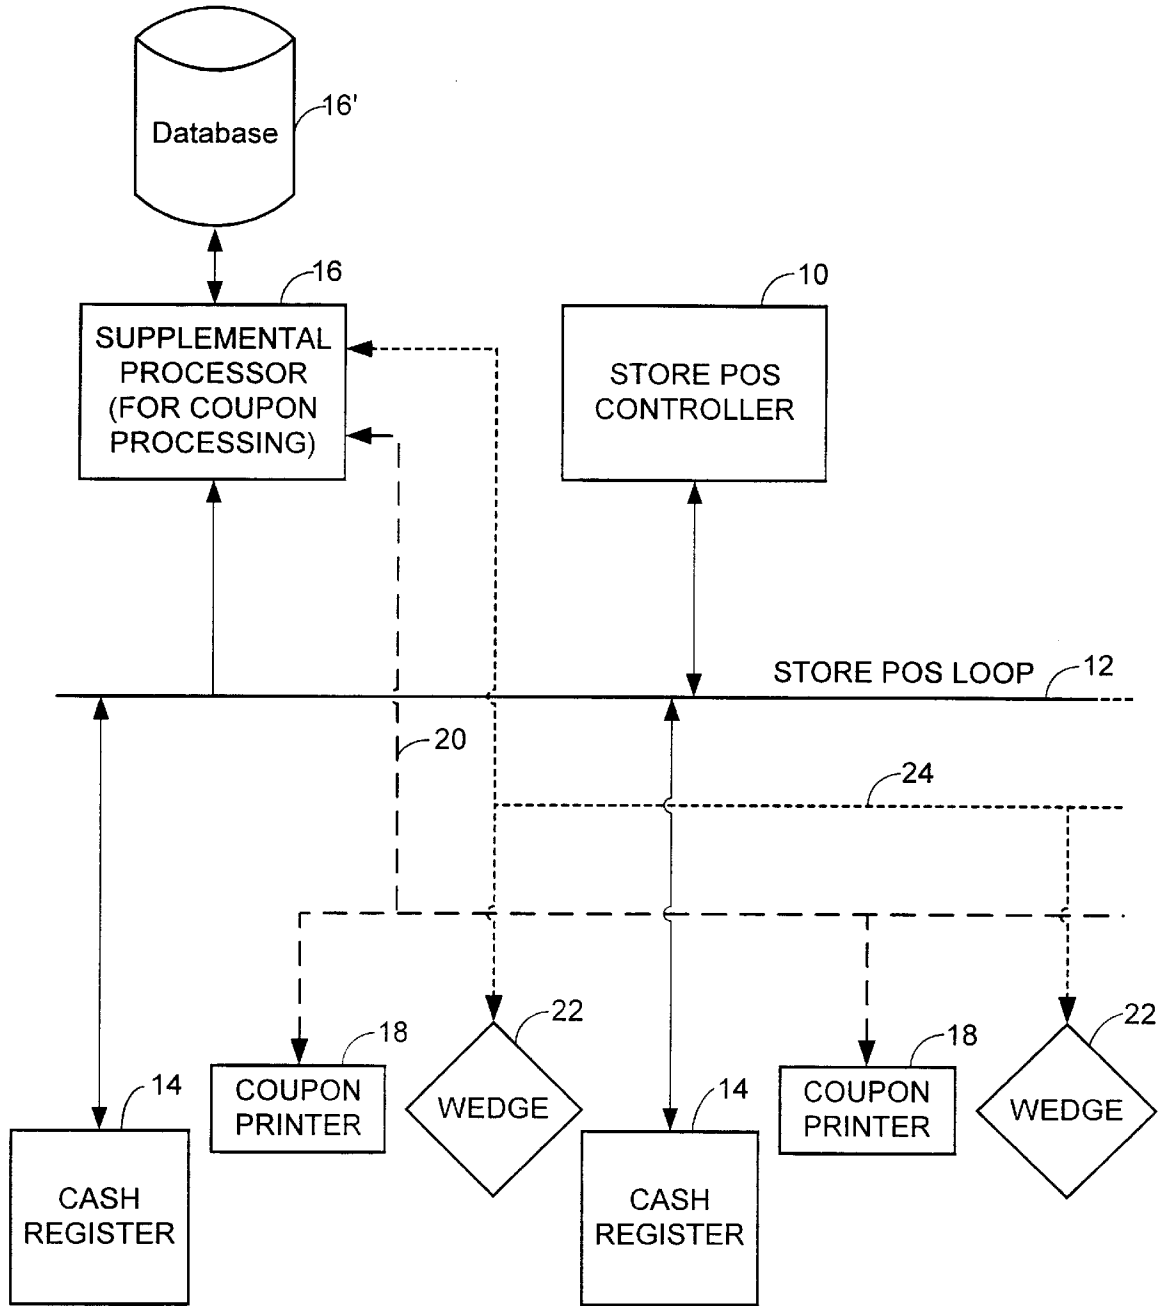 16'
Database
16
10
SUPPLEMENTAL
PROCESSOR
(FOR COUPON
PROCESSING)
STORE POS
CONTROLLER
STORE POS LOOP
12
20
24
22
22
18
18
14
14
COUPON
PRINTER
WEDGE
COUPON
PRINTER
WEDGE
CASH
REGISTER
CASH
REGISTER